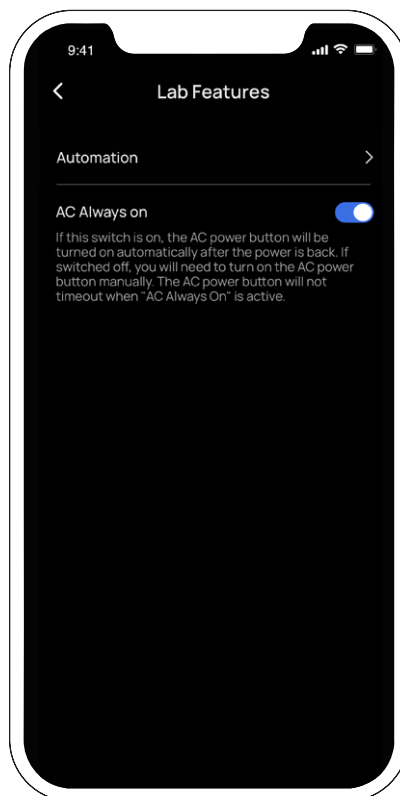 9:41
Lab Features
Automation
AC Always on
If this switch is on, the AC power button will be
turned on automatically after the power is back. If
switched off, you will need to turn on the AC power
button manually. The AC power button will not
timeout when "AC Always On" is active.